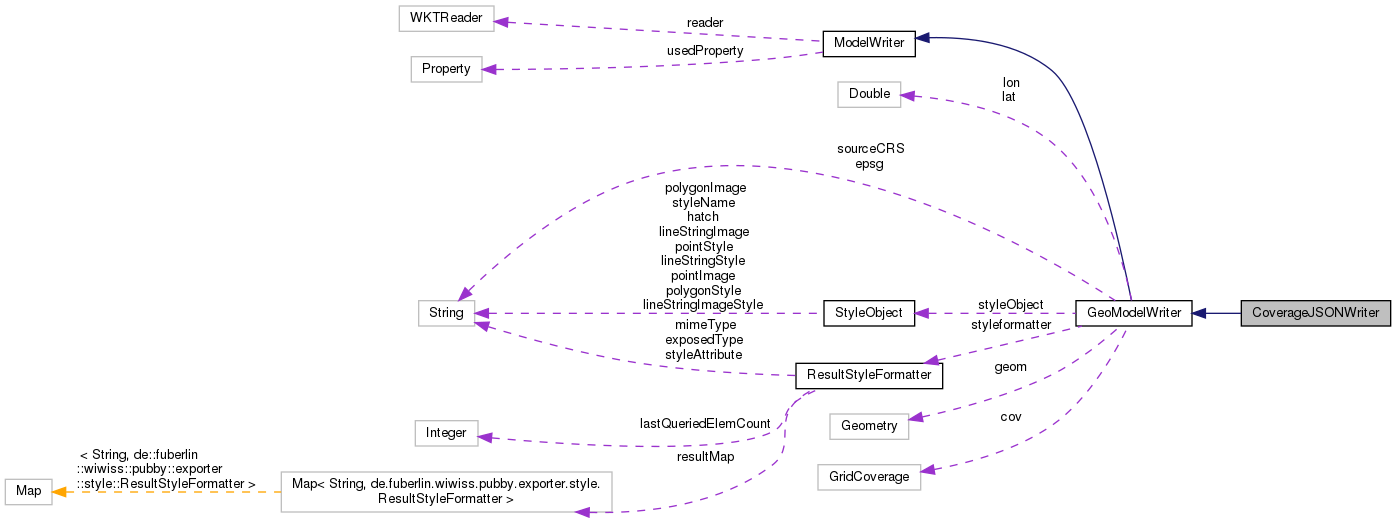 WKTReader
reader
ModelWriter
usedProperty
Property
Double
lon
lat
sourceCRS
epsg
polygonImage
styleName
hatch
lineStringImage
pointStyle
lineStringStyle
pointImage
polygonStyle
lineStringImageStyle
String
StyleObject
styleObject
GeoModelWriter
CoverageJSONWriter
mimeType
exposedType
styleAttribute
styleformatter
ResultStyleFormatter
geom
lastQueriedElemCount
Integer
Geometry
cov
resultMap
GridCoverage
< String, de::fuberlin
::wiwiss::pubby::exporter
::style::ResultStyleFormatter >
Map
Map< String, de.fuberlin.wiwiss.pubby.exporter.style.
ResultStyleFormatter >